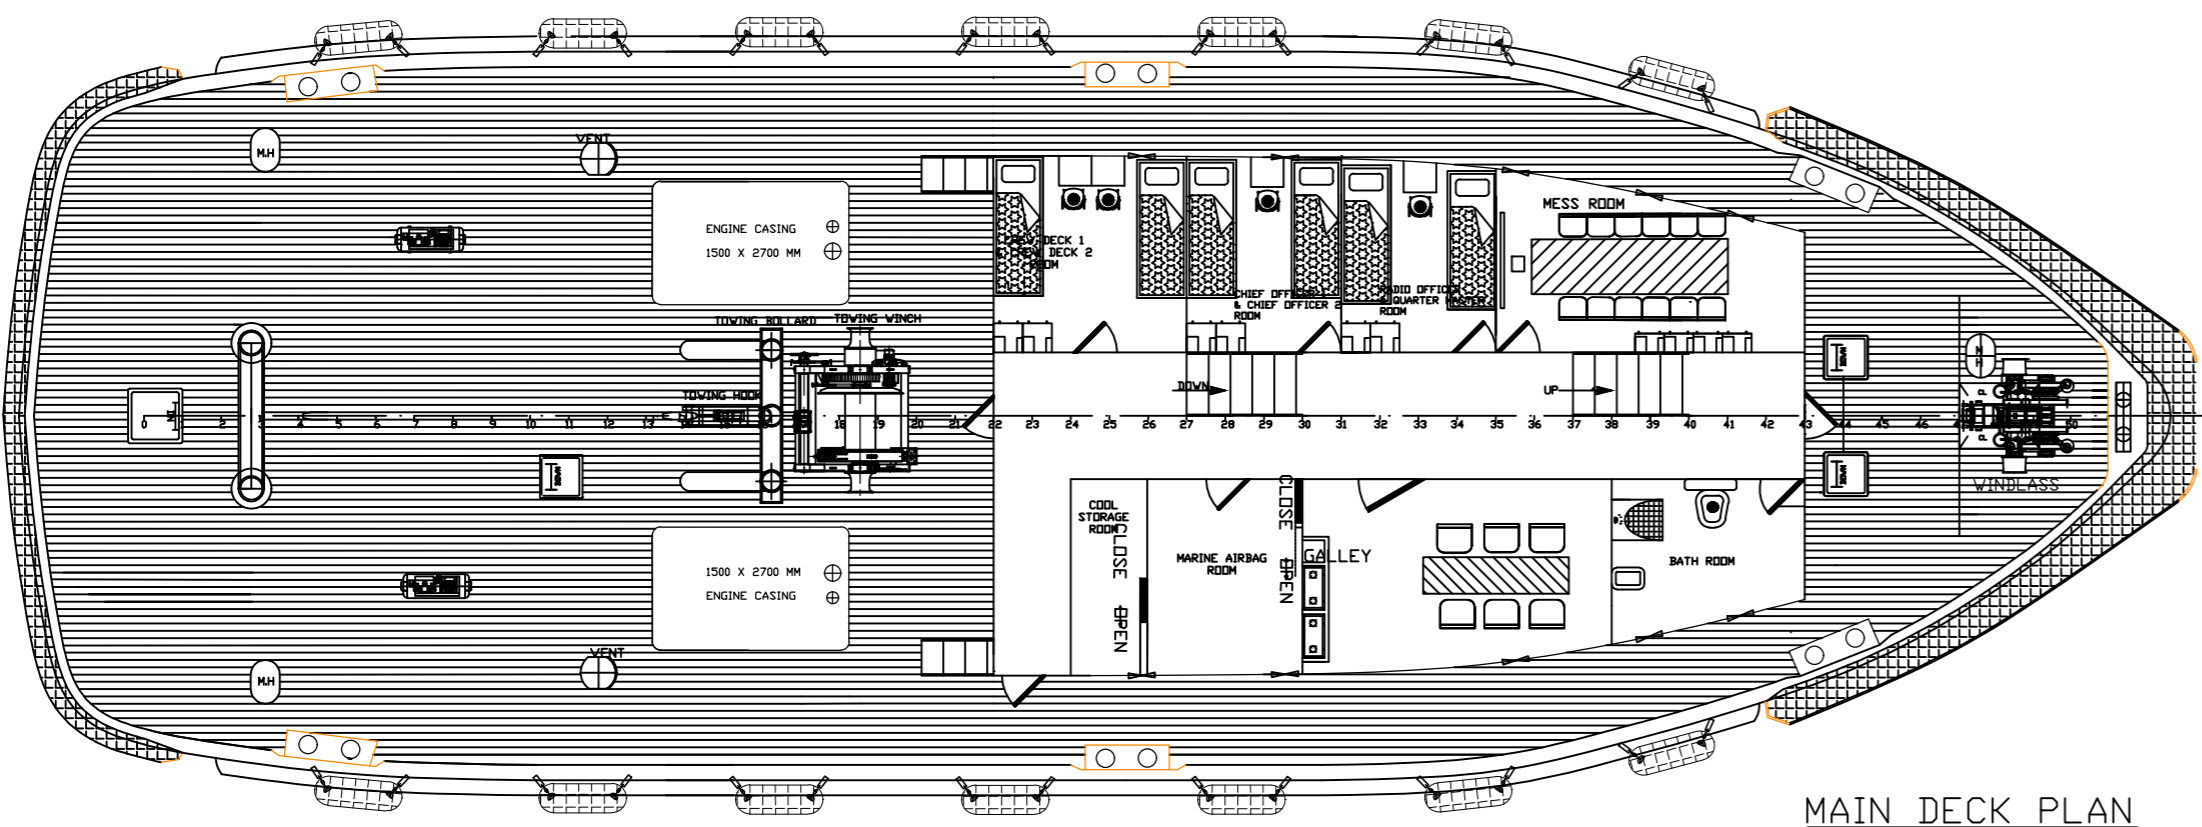 VENT
M.H
ENGINE CASING
1500 X 2700 MM
MESS ROOM
DECK 1
DECK 2
ROOM
CHIEF OFFICER
& CHIEF OFFICER 2
ROOM
RADIO OFFICER
& QUARTER MASTER
ROOM
TOWING BOLLARD
TOWING WINCH
TOWING HOOK
DOWN
UP
0 2 3 4 5 6 7 8 9 10 11 12 13 14 18 19 20 21 22 23 24 25 26 27 28 29 30 31 32 33 34 35 36 37 38 39 40 41 42 43 44 45 46 47 50
WINDLASS
COOL
STORAGE
ROOM
CLOSE
OPEN
MARINE AIRBAG
ROOM
CLOSE
OPEN
GALLEY
BATH ROOM
1500 X 2700 MM
ENGINE CASING
VENT
M.H
MAIN DECK PLAN